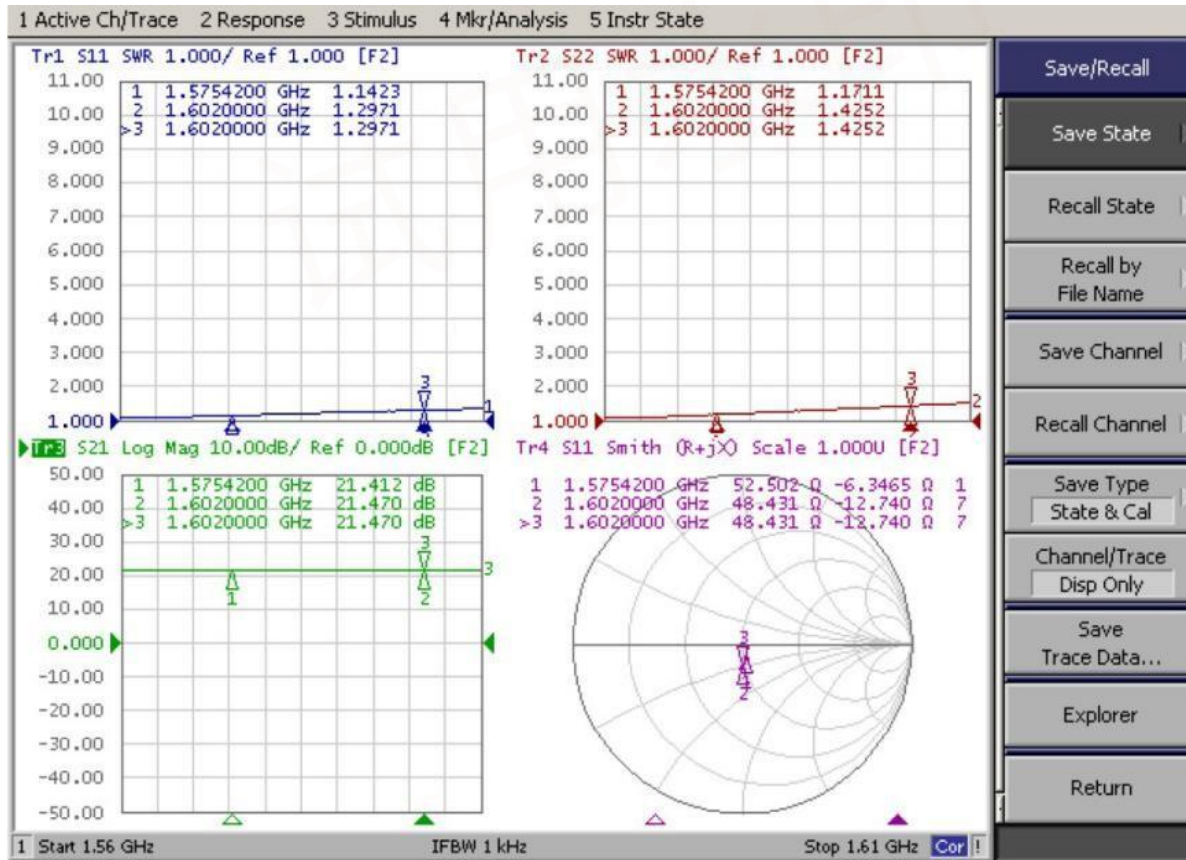 1 Active Ch/Trace 2 Response 3 Stimulus 4 Mkr/Analysis 5 Instr State
Tr1 S11 SWR 1.000/ Ref 1.000 [F2]
11.00
10.00
9.000
8.000
7.000
6.000
5.000
4.000
3.000
2.000
1.000
1 1.5754200 GHz 1.1423
2 1.6020000 GHz 1.2971
>3 1.6020000 GHz 1.2971
3
1
Tr2 S22 SWR 1.000/ Ref 1.000 [F2]
11.00
10.00
9.000
8.000
7.000
6.000
5.000
4.000
3.000
2.000
1.000
1 1.5754200 GHz 1.1711
2 1.6020000 GHz 1.4252
>3 1.6020000 GHz 1.4252
3
2
Tr3 S21 Log Mag 10.00dB/ Ref 0.000dB [F2]
50.00
40.00
30.00
20.00
10.00
0.000
-10.00
-20.00
-30.00
-40.00
-50.00
1 1.5754200 GHz 21.412 dB
2 1.6020000 GHz 21.470 dB
>3 1.6020000 GHz 21.470 dB
3
3
1
2
Tr4 S11 Smith (R+jX) Scale 1.000U [F2]
1 1.5754200 GHz 52.502 Ω -6.3465 Ω 1
2 1.6020000 GHz 48.431 Ω -12.740 Ω 7
>3 1.6020000 GHz 48.431 Ω -12.740 Ω 7
3
2
1 Start 1.56 GHz
IFBW 1 kHz
Stop 1.61 GHz Cor !
Save/Recall
Save State
Recall State
Recall by
File Name
Save Channel
Recall Channel
Save Type
State & Cal
Channel/Trace
Disp Only
Save
Trace Data...
Explorer
Return